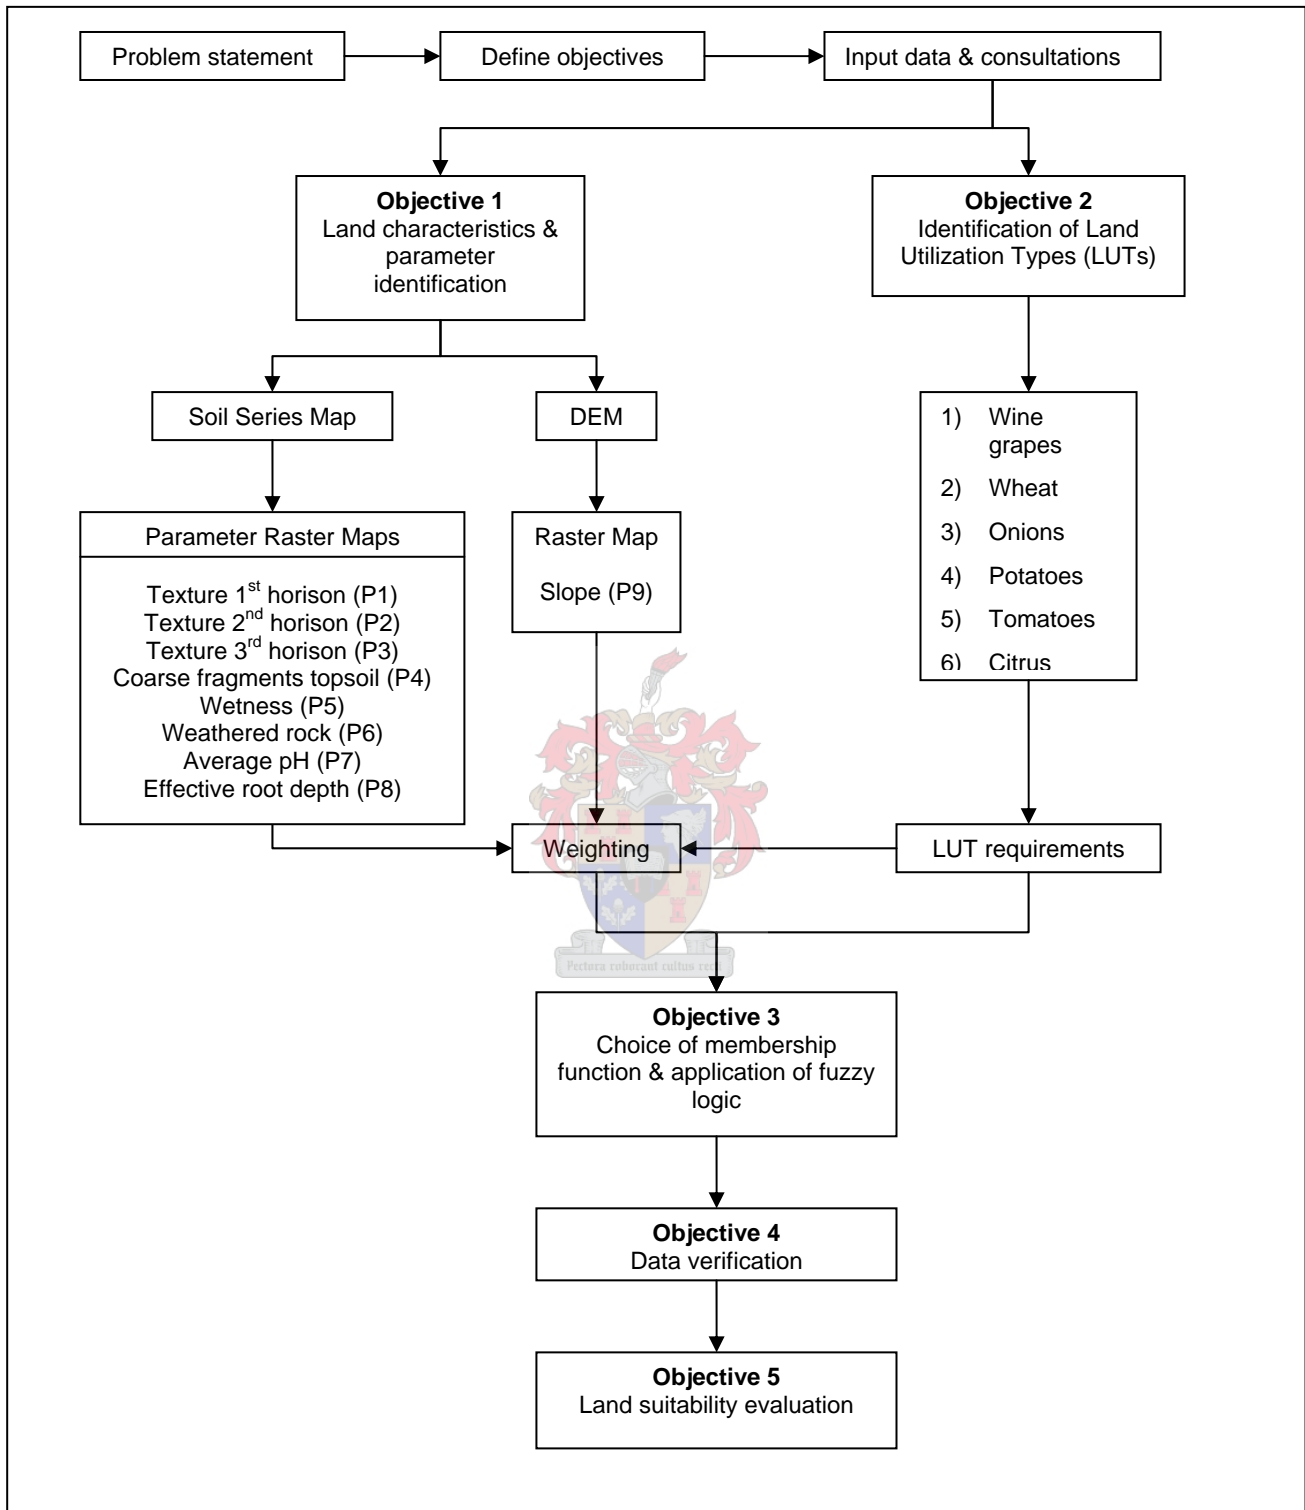 Problem statement
Define objectives
Input data & consultations
Objective 1
Land characteristics &
parameter
identification
Objective 2
Identification of Land
Utilization Types (LUTs)
Soil Series Map
DEM
1) Wine
grapes
2) Wheat
3) Onions
4) Potatoes
5) Tomatoes
6) Citrus
Parameter Raster Maps
Texture 1st horison (P1)
Texture 2nd horison (P2)
Texture 3rd horison (P3)
Coarse fragments topsoil (P4)
Wetness (P5)
Weathered rock (P6)
Average pH (P7)
Effective root depth (P8)
Raster Map
Slope (P9)
Weighting
LUT requirements
Pectora roborant cultus recti
Objective 3
Choice of membership
function & application of fuzzy
logic
Objective 4
Data verification
Objective 5
Land suitability evaluation